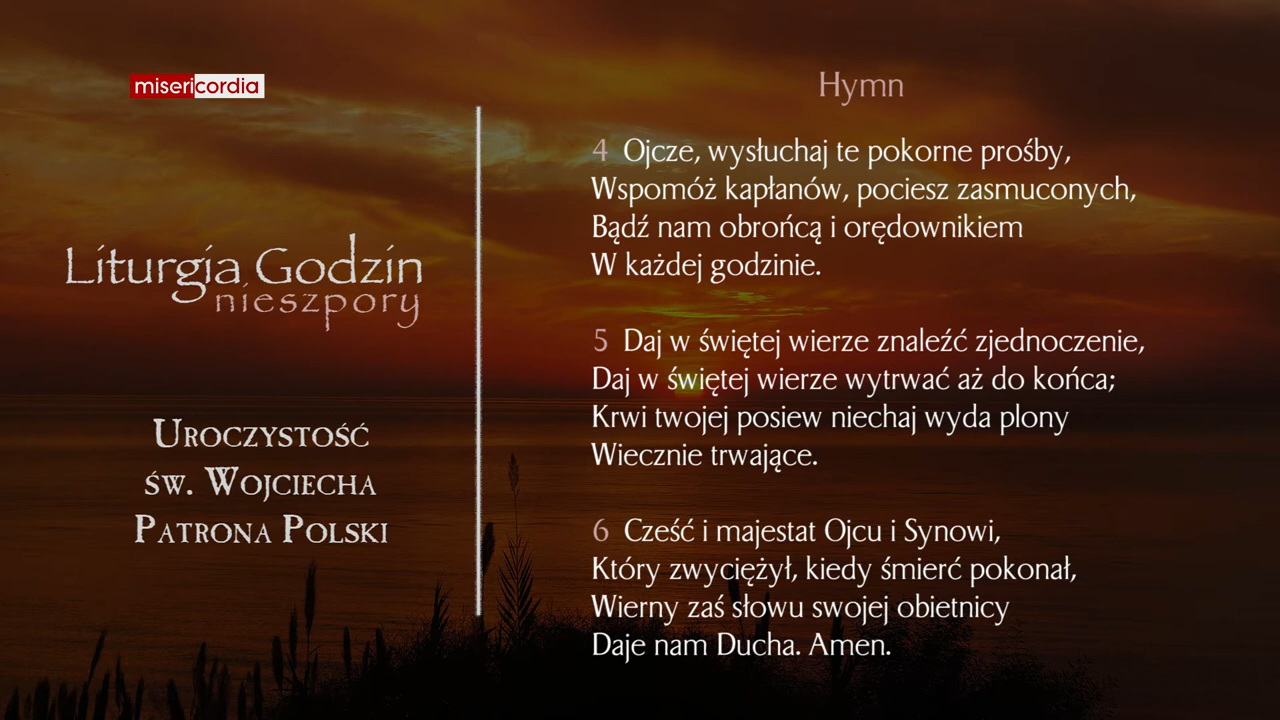 misericordia
Liturgia Godzin
nieszpory
Uroczystość
św. Wojciecha
Patrona Polski
Hymn
4 Ojcze, wysłuchaj te pokorne prośby,
Wspomóż kapłanów, pociesz zasmuconych,
Bądź nam obrońcą i orędownikiem
W każdej godzinie.
5 Daj w świętej wierze znaleźć zjednoczenie,
Daj w świętej wierze wytrwać aż do końca;
Krwi twojej posiew niechaj wyda plony
Wiecznie trwające.
6 Cześć i majestat Ojcu i Synowi,
Który zwyciężył, kiedy śmierć pokonał,
Wierny zaś słowu swojej obietnicy
Daje nam Ducha. Amen.